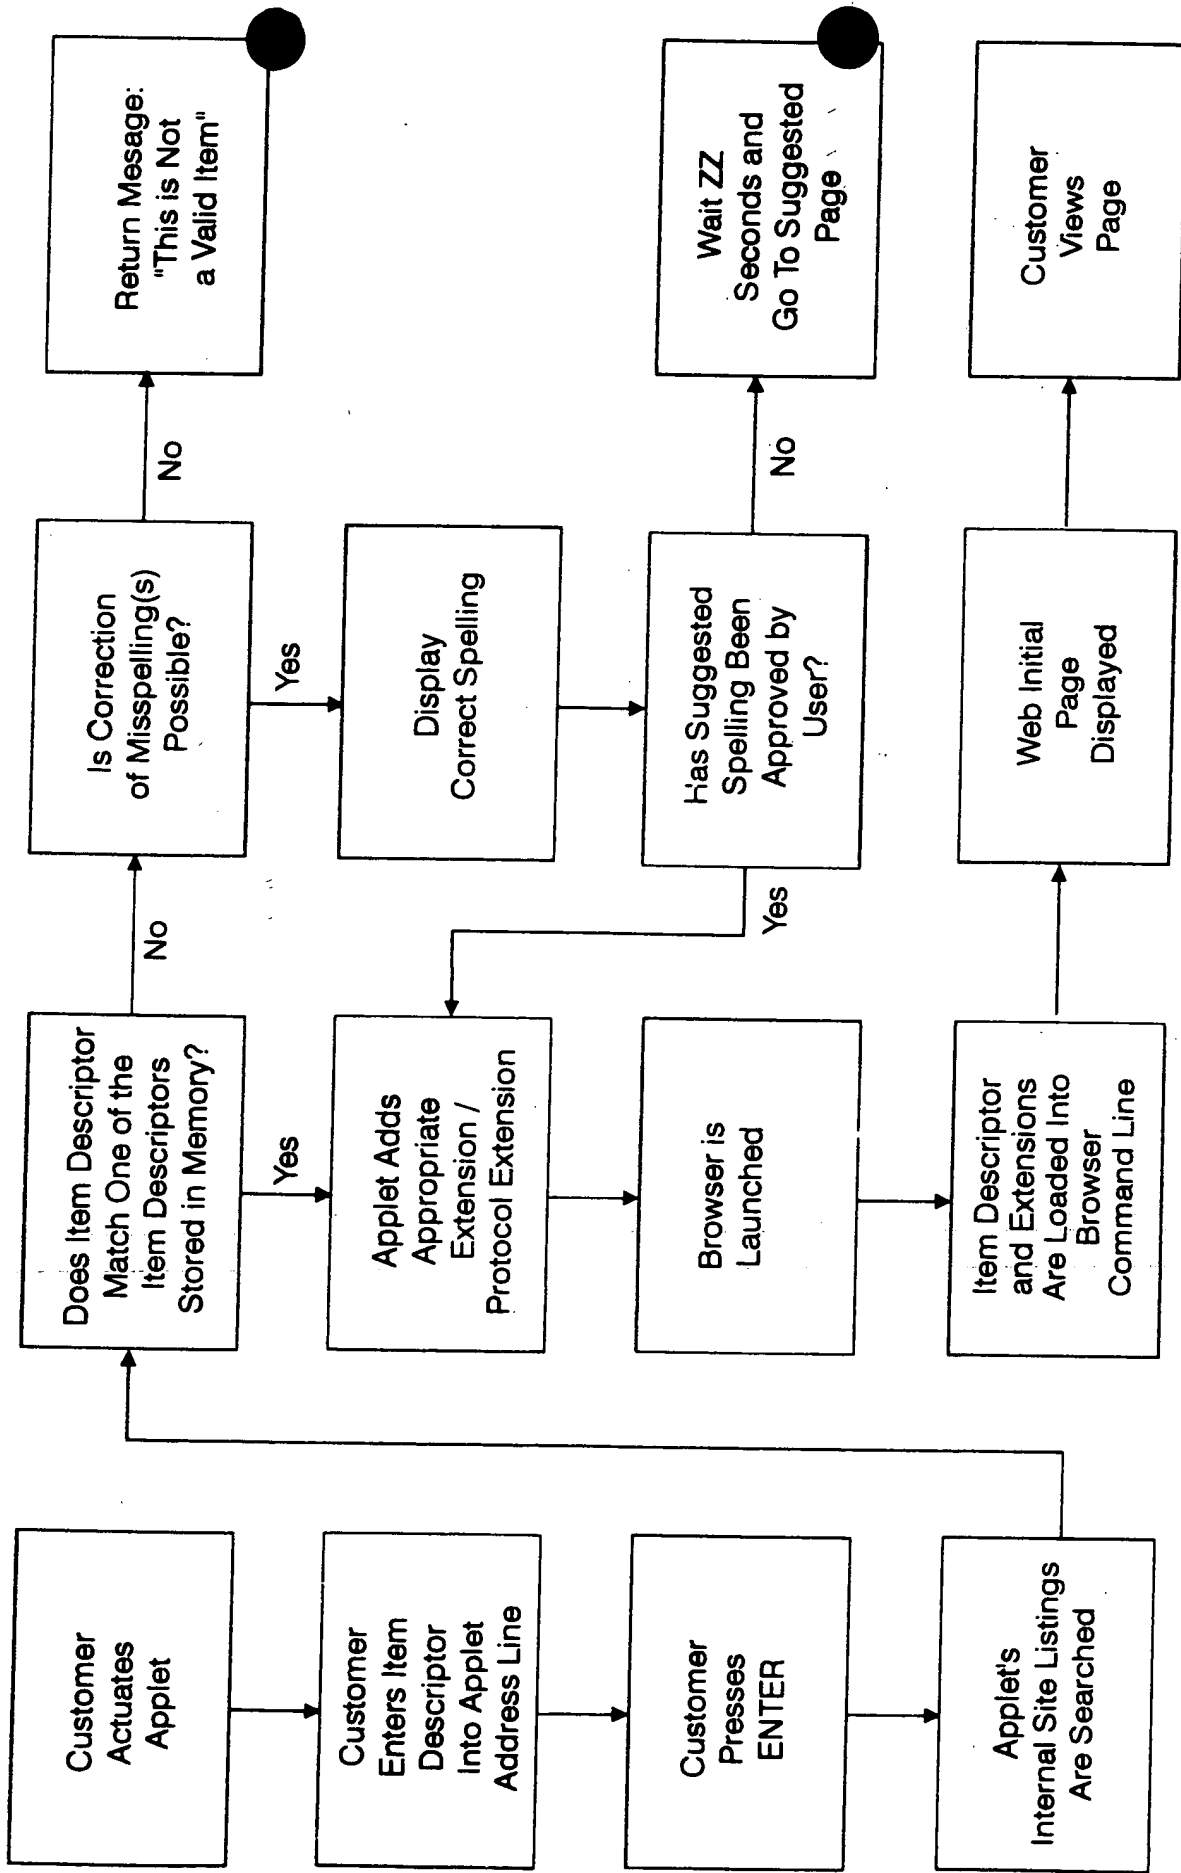 Customer
Actuates
Applet
Customer
Enters Item
Descriptor
Into Applet
Address Line
Customer
Presses
ENTER
Applet's
Internal Site Listings
Are Searched
Does Item Descriptor
Match One of the
Item Descriptors
Stored in Memory?
No
Yes
Applet Adds
Appropriate
Extension /
Protocol Extension
Browser is
Launched
Item Descriptor
and Extensions
Are Loaded Into
Browser
Command Line
Is Correction
of Misspelling(s)
Possible?
No
Yes
Display
Correct Spelling
Has Suggested
Spelling Been
Approved by
User?
Yes
No
Web Initial
Page
Displayed
Return Mesage:
"This is Not
a Valid Item"
Wait ZZ
Seconds and
Go To Suggested
Page
Customer
Views
Page